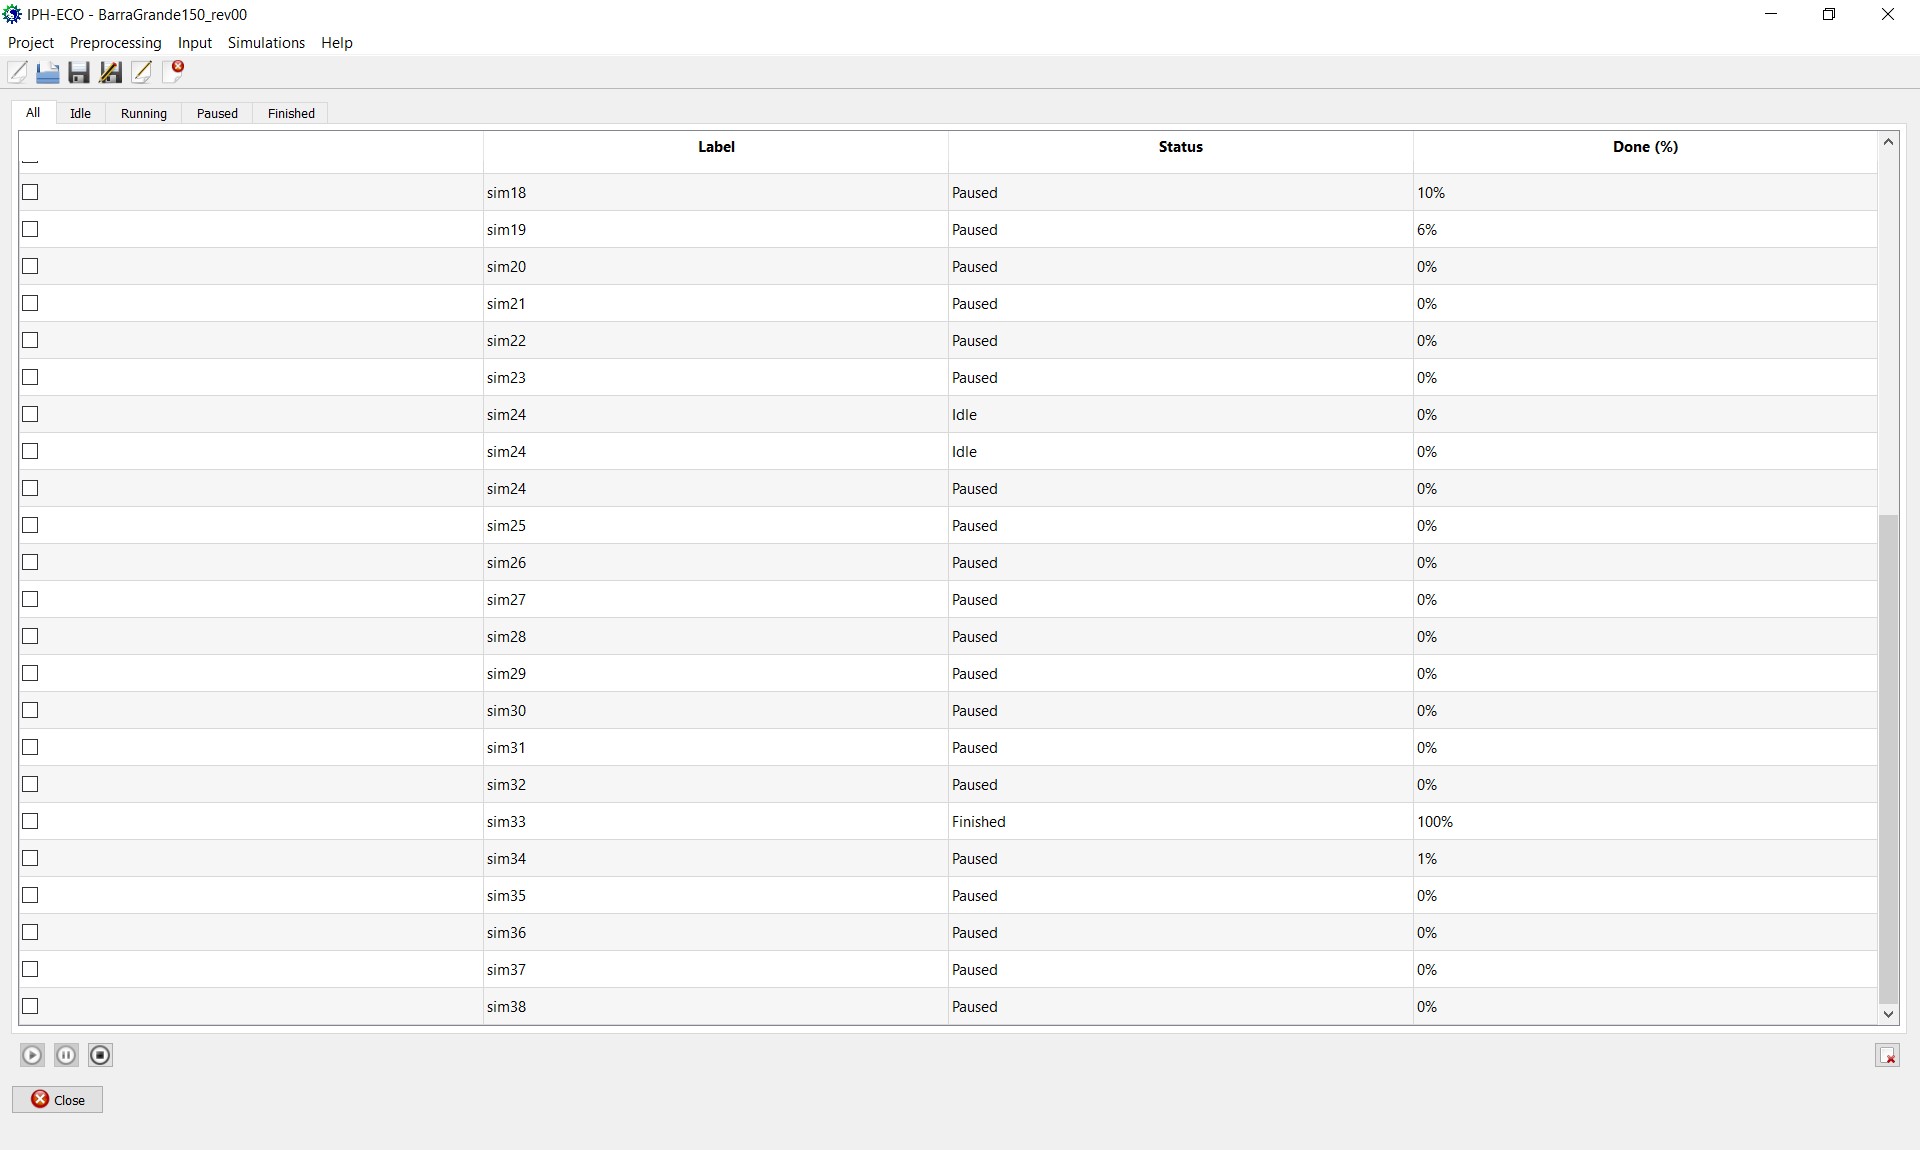 IPH-ECO - BarraGrande150_rev00
Project Preprocessing Input Simulations Help
All Idle Running Paused Finished
Label Status Done (%)
sim18 Paused 10%
sim19 Paused 6%
sim20 Paused 0%
sim21 Paused 0%
sim22 Paused 0%
sim23 Paused 0%
sim24 Idle 0%
sim24 Idle 0%
sim24 Paused 0%
sim25 Paused 0%
sim26 Paused 0%
sim27 Paused 0%
sim28 Paused 0%
sim29 Paused 0%
sim30 Paused 0%
sim31 Paused 0%
sim32 Paused 0%
sim33 Finished 100%
sim34 Paused 1%
sim35 Paused 0%
sim36 Paused 0%
sim37 Paused 0%
sim38 Paused 0%
Close